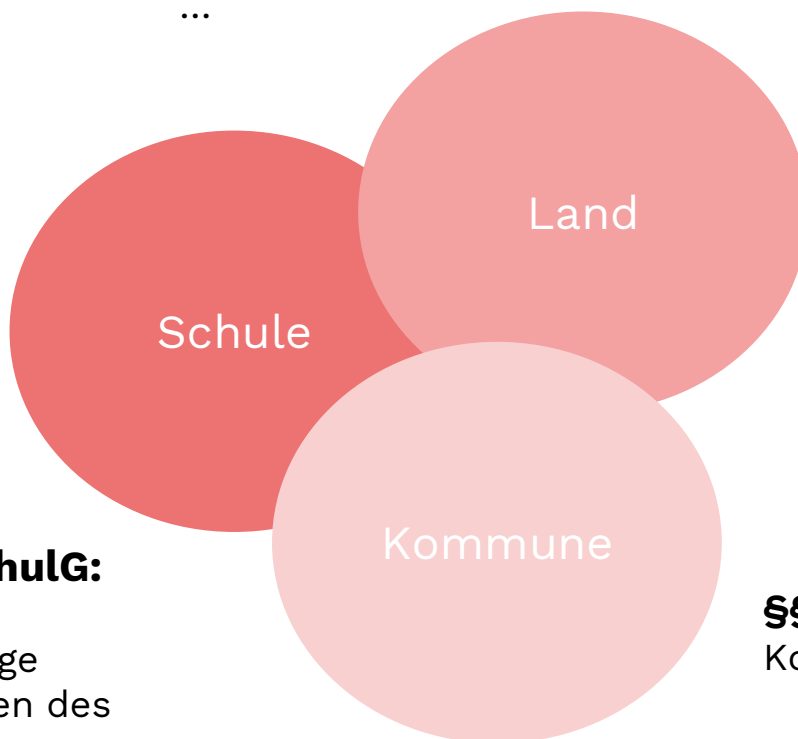 ...
Land
Schule
Kommune
hulG:
ge
en des
§§
Ko